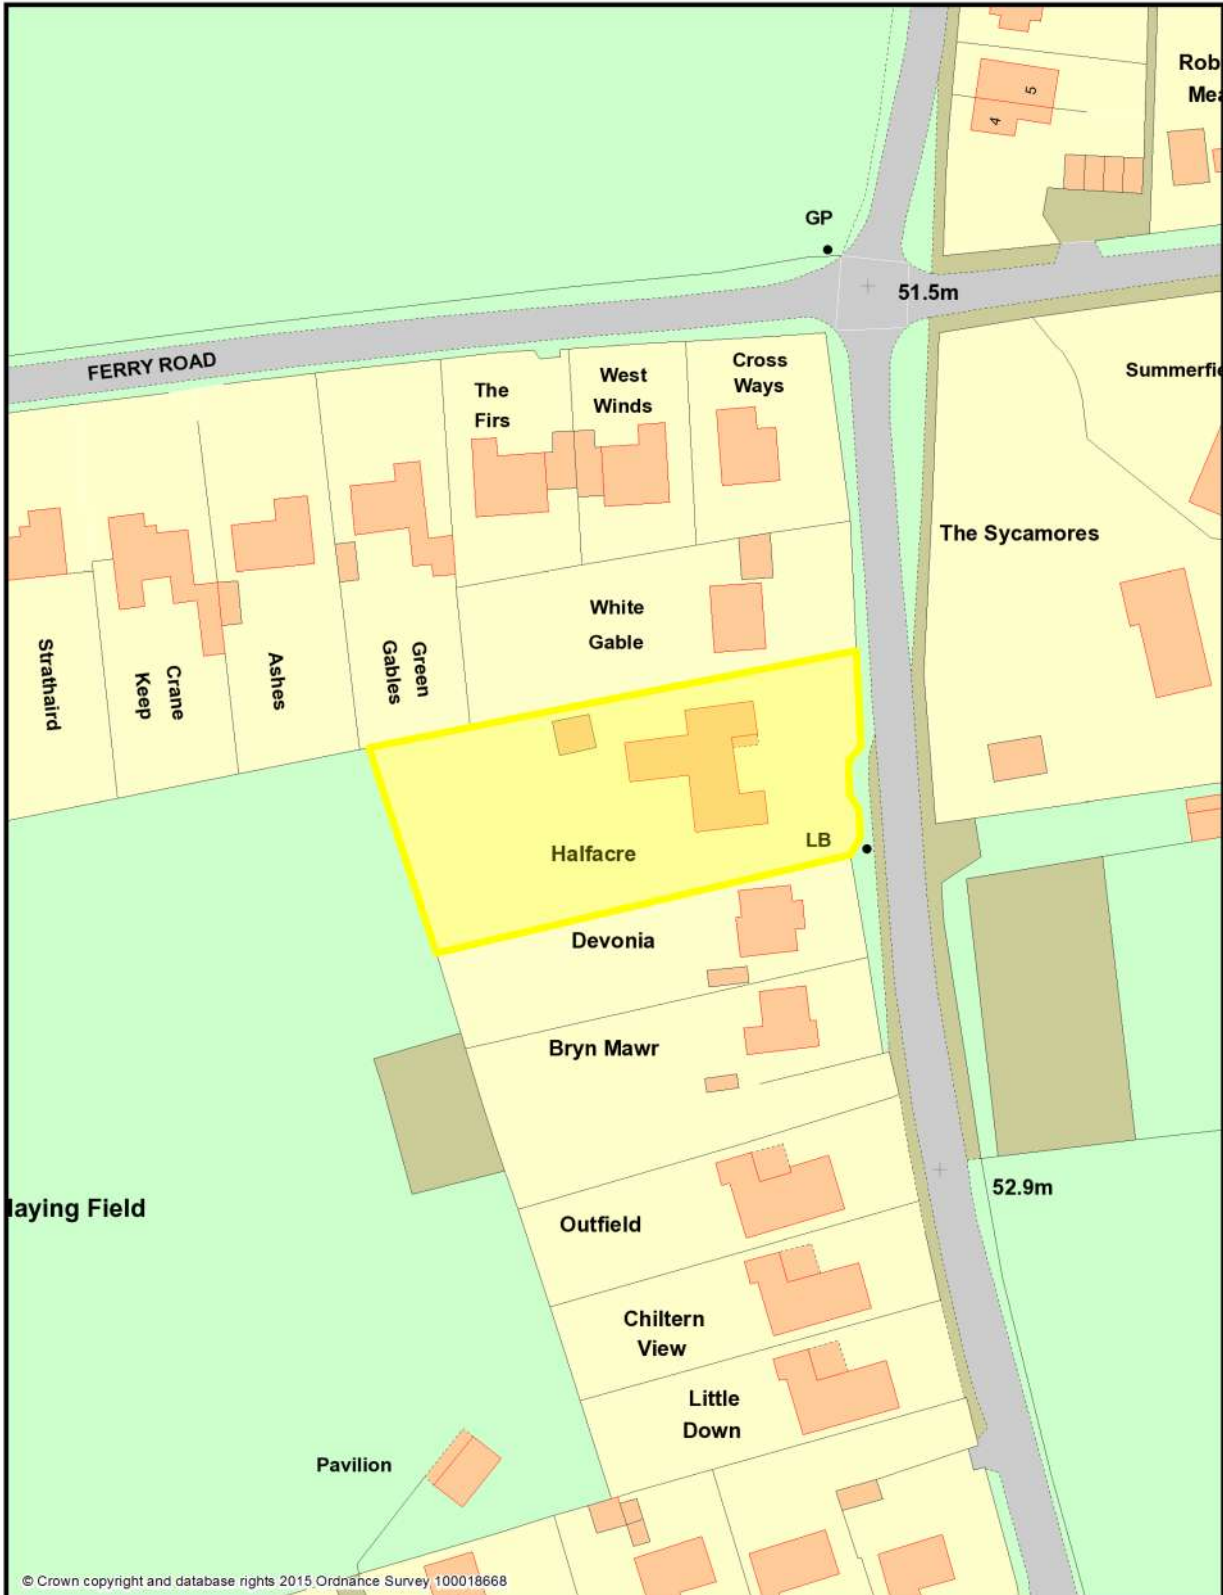 Rob
Mea
5
4
GP
51.5m
FERRY ROAD
The
Firs
West
Winds
Cross
Ways
Summerfie
The Sycamores
White
Gable
Strathaird
Crane
Keep
Ashes
Green
Gables
Halfacre
LB
Devonia
Bryn Mawr
laying Field
52.9m
Outfield
Chiltern
View
Little
Down
Pavilion
© Crown copyright and database rights 2015 Ordnance Survey 100018668